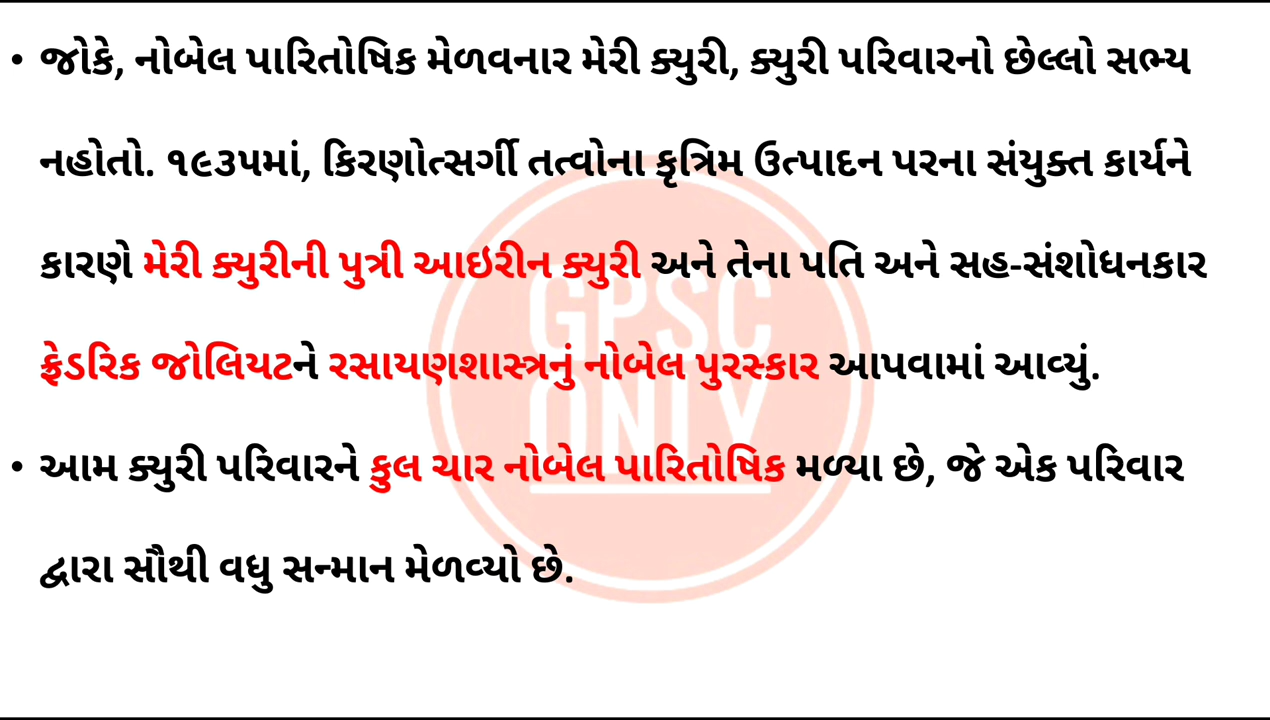 • જોકે, નોબેલ પારિતોષિક મેળવનાર મેરી ક્યુરી, ક્યુરી પરિવારનો છેલ્લો સભ્ય
નહોતો. ૧૯૩૫માં, કિરણોત્સર્ગી તત્વોના કૃત્રિમ ઉત્પાદન પરના સંયુક્ત કાર્યને
કારણે મેરી ક્યુરીની પુત્રી આઇરીન ક્યુરી અને તેના પતિ અને સહ-સંશોધનકાર
ફ્રેડરિક જોલિયટને રસાયણશાસ્ત્રનું નોબેલ પુરસ્કાર આપવામાં આવ્યું.
• આમ ક્યુરી પરિવારને કુલ ચાર નોબેલ પારિતોષિક મળ્યા છે, જે એક પરિવાર
દ્વારા સૌથી વધુ સન્માન મેળવ્યો છે.
GPSC
ONLY